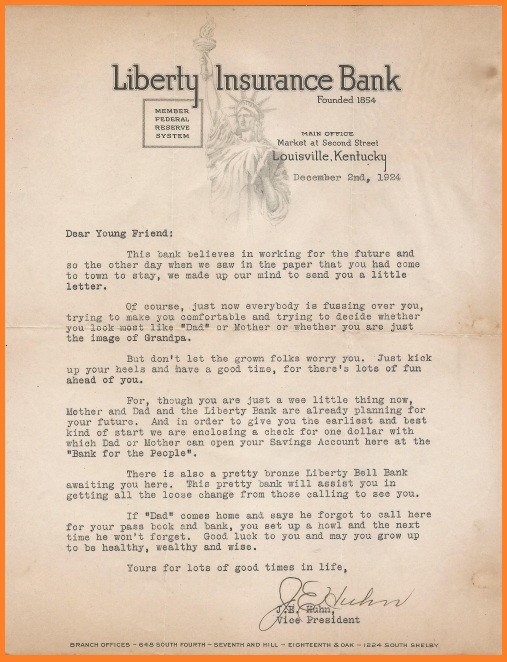 Liberty Insurance Bank
Founded 1854
MEMBER
FEDERAL
RESERVE
SYSTEM
MAIN OFFICE
Market at Second Street
Louisville, Kentucky
December 2nd, 1924
Dear Young Friend:
This bank believes in working for the future and
so the other day when we saw in the paper that you had come
to town to stay, we made up our mind to send you a little
letter.
Of course, just now everybody is fussing over you,
trying to make you comfortable and trying to decide whether
you look most like "Dad" or Mother or whether you are just
the image of Grandpa.
But don't let the grown folks worry you. Just kick
up your heels and have a good time, for there's lots of fun
ahead of you.
For, though you are just a wee little thing now,
Mother and Dad and the Liberty Bank are already planning for
your future. And in order to give you the earliest and best
kind of start we are enclosing a check for one dollar with
which Dad or Mother can open your Savings Account here at the
"Bank for the People".
There is also a pretty bronze Liberty Bell Bank
awaiting you here. This pretty bank will assist you in
getting all the loose change from those calling to see you.
If "Dad" comes home and says he forgot to call here
for your pass book and bank, you set up a howl and the next
time he won't forget. Good luck to you and may you grow up
to be healthy, wealthy and wise.
Yours for lots of good times in life,
J E Huhn
J.E. Huhn,
Vice President
BRANCH OFFICES – 648 SOUTH FOURTH – SEVENTH AND HILL – EIGHTEENTH & OAK – 1224 SOUTH SHELBY